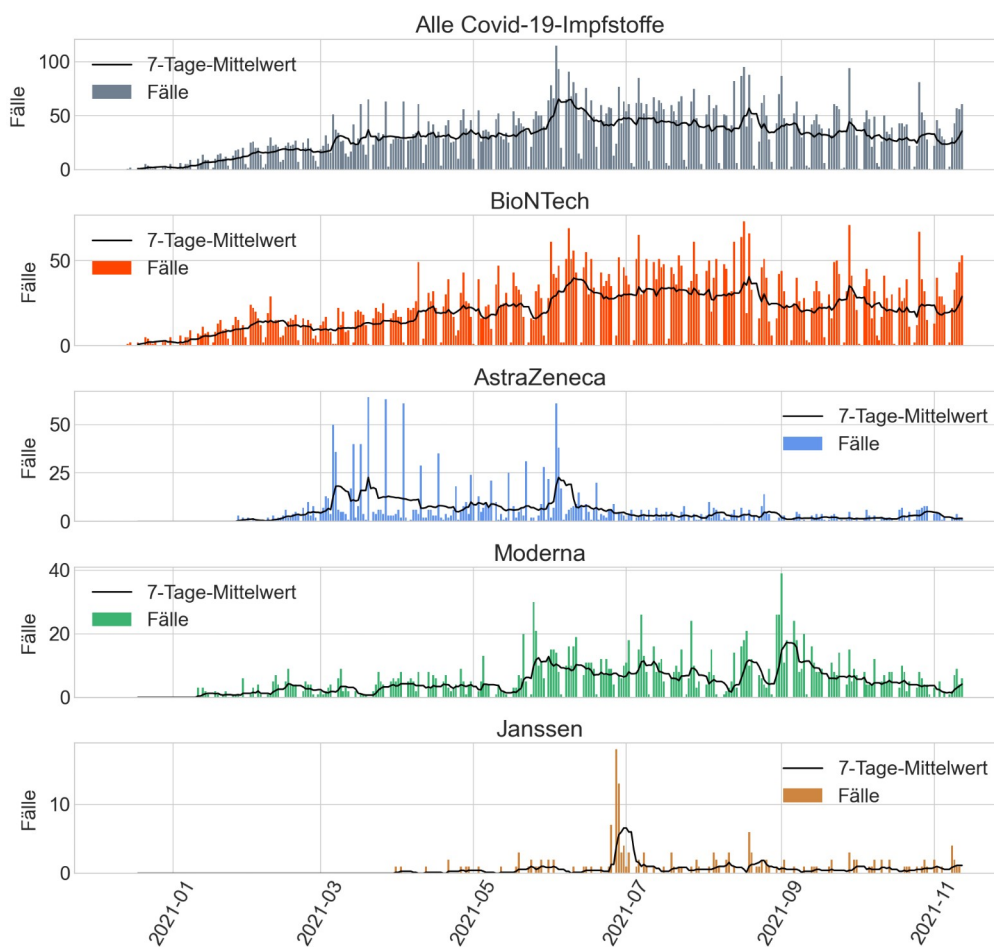 Alle Covid-19-Impfstoffe
100
50
0
Fälle
7-Tage-Mittelwert
Fälle
BioNTech
50
0
Fälle
7-Tage-Mittelwert
Fälle
AstraZeneca
50
25
0
Fälle
7-Tage-Mittelwert
Fälle
Moderna
40
20
0
Fälle
7-Tage-Mittelwert
Fälle
Janssen
10
0
Fälle
7-Tage-Mittelwert
Fälle
2021-01
2021-03
2021-05
2021-07
2021-09
2021-11